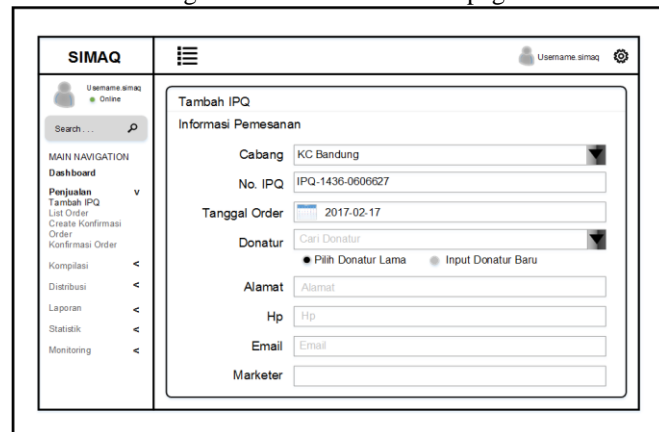 SIMAQ
Username.simaq
Username.simaq
Online
Search . . .
MAIN NAVIGATION
Dashboard
Penjualan v
Tambah IPQ
List Order
Create Konfirmasi
Order
Konfirmasi Order
Kompilasi <
Distribusi <
Laporan <
Statistik <
Monitoring <
Tambah IPQ
Informasi Pemesanan
Cabang KC Bandung
No. IPQ IPQ-1436-0606627
Tanggal Order 2017-02-17
Donatur Cari Donatur
Pilih Donatur Lama Input Donatur Baru
Alamat Alamat
Hp Hp
Email Email
Marketer